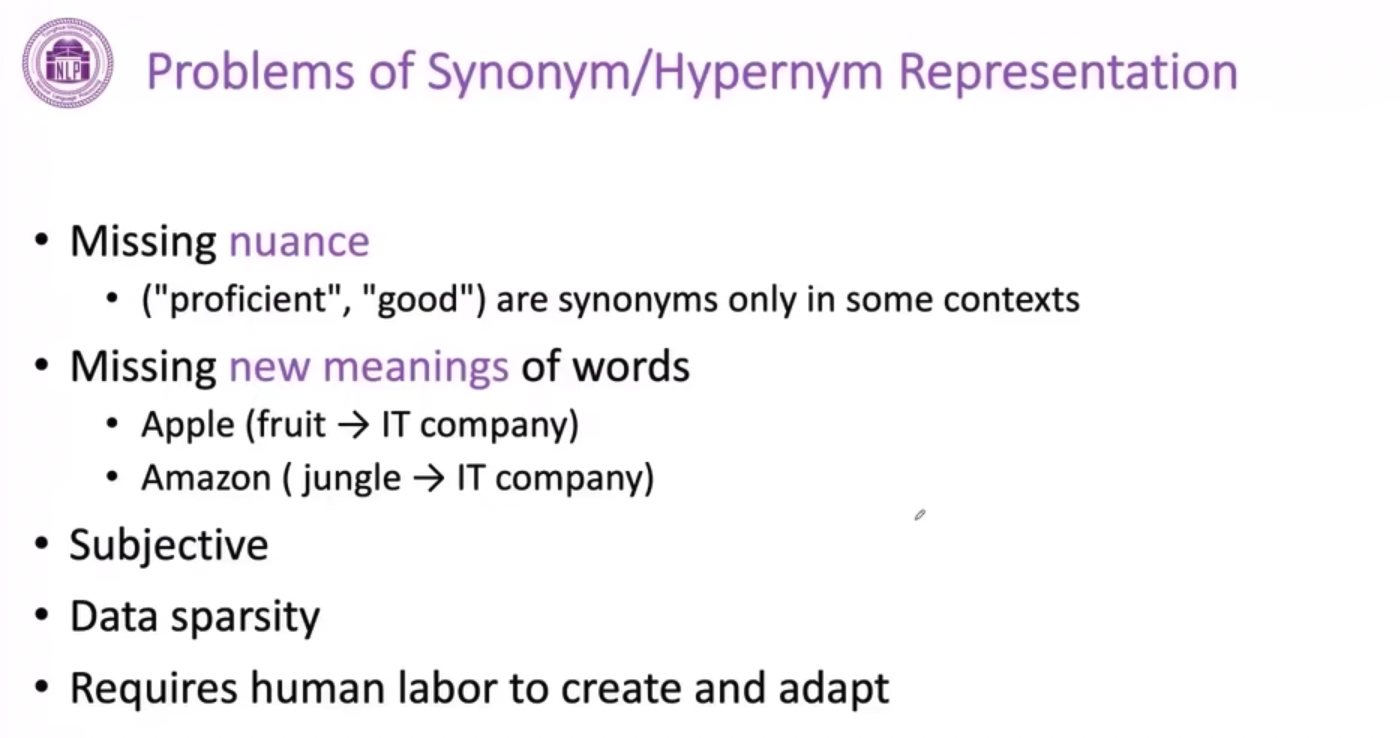 NLP
Problems of Synonym/Hypernym Representation
• Missing nuance
• ("proficient", "good") are synonyms only in some contexts
• Missing new meanings of words
• Apple (fruit → IT company)
• Amazon ( jungle → IT company)
• Subjective
• Data sparsity
• Requires human labor to create and adapt